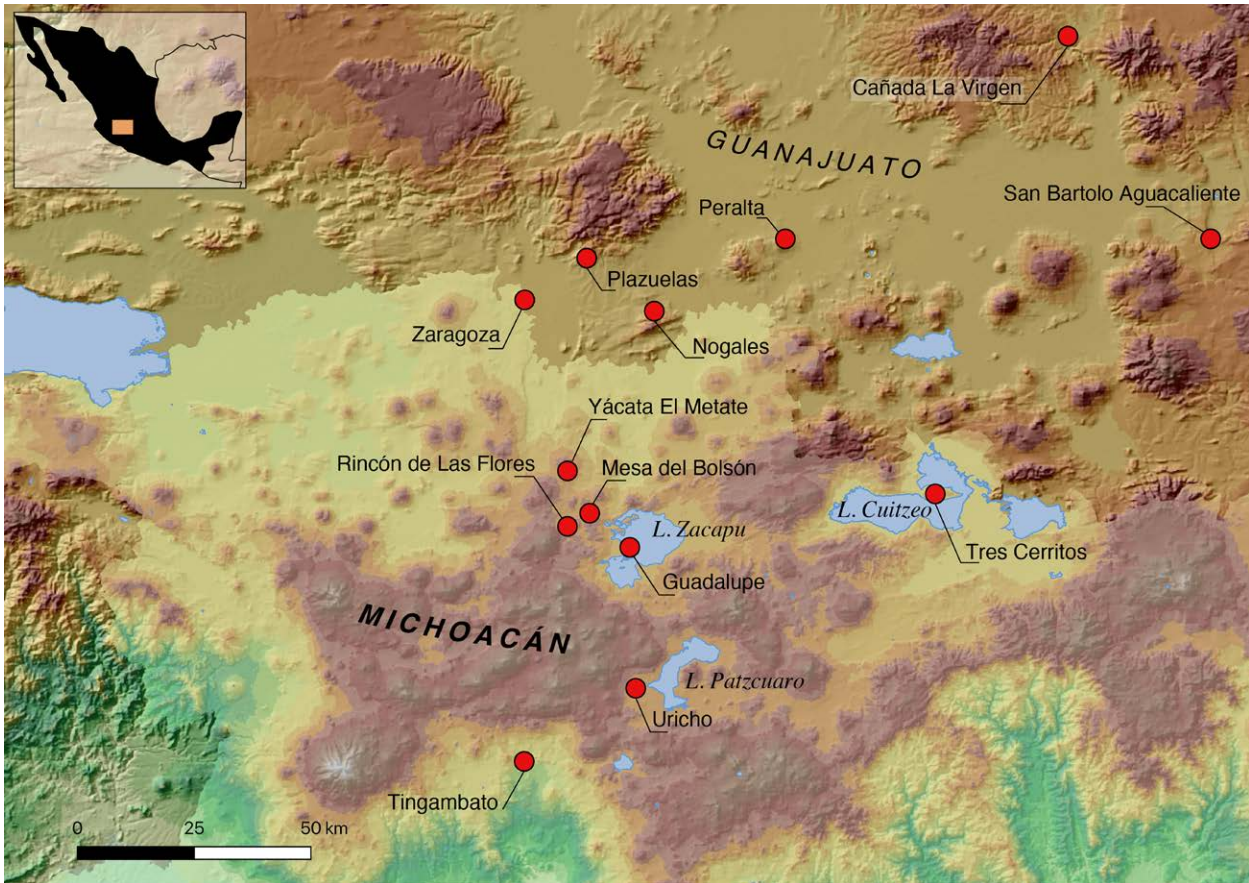 Cañada La Virgen
GUANAJUATO
San Bartolo Aguacaliente
Peralta
Plazuelas
Zaragoza
Nogales
Yácata El Metate
Rincón de Las Flores
Mesa del Bolsón
L. Cuitzeo
L. Zacapu
Tres Cerritos
Guadalupe
MICHOACÁN
L. Patzcuaro
Uricho
Tingambato
0 25 50 km